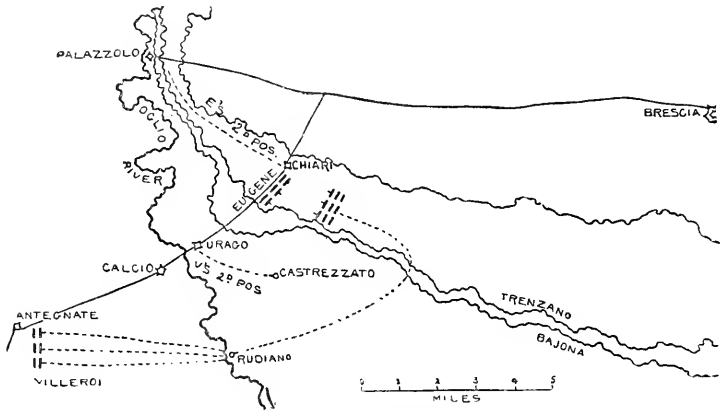 PALAZZOLO
OGLIO
RIVER
E'S 2ᴰ POS.
BRESCIA
EUGENE
CHIARI
URAGO
CALCIO
V'S 2ᴰ POS
CASTREZZATO
ANTEGNATE
TRENZANO
BAJONA
RUDIANO
VILLEROI
0 1 2 3 4 5
MILES